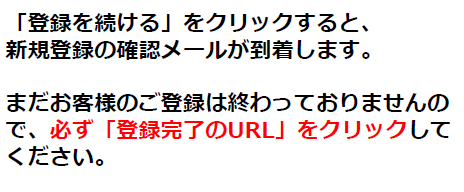 「登録を続ける」をクリックすると、
新規登録の確認メールが到着します。
まだお客様のご登録は終わっておりませんの
で、必ず「登録完了のURL」をクリックして
ください。